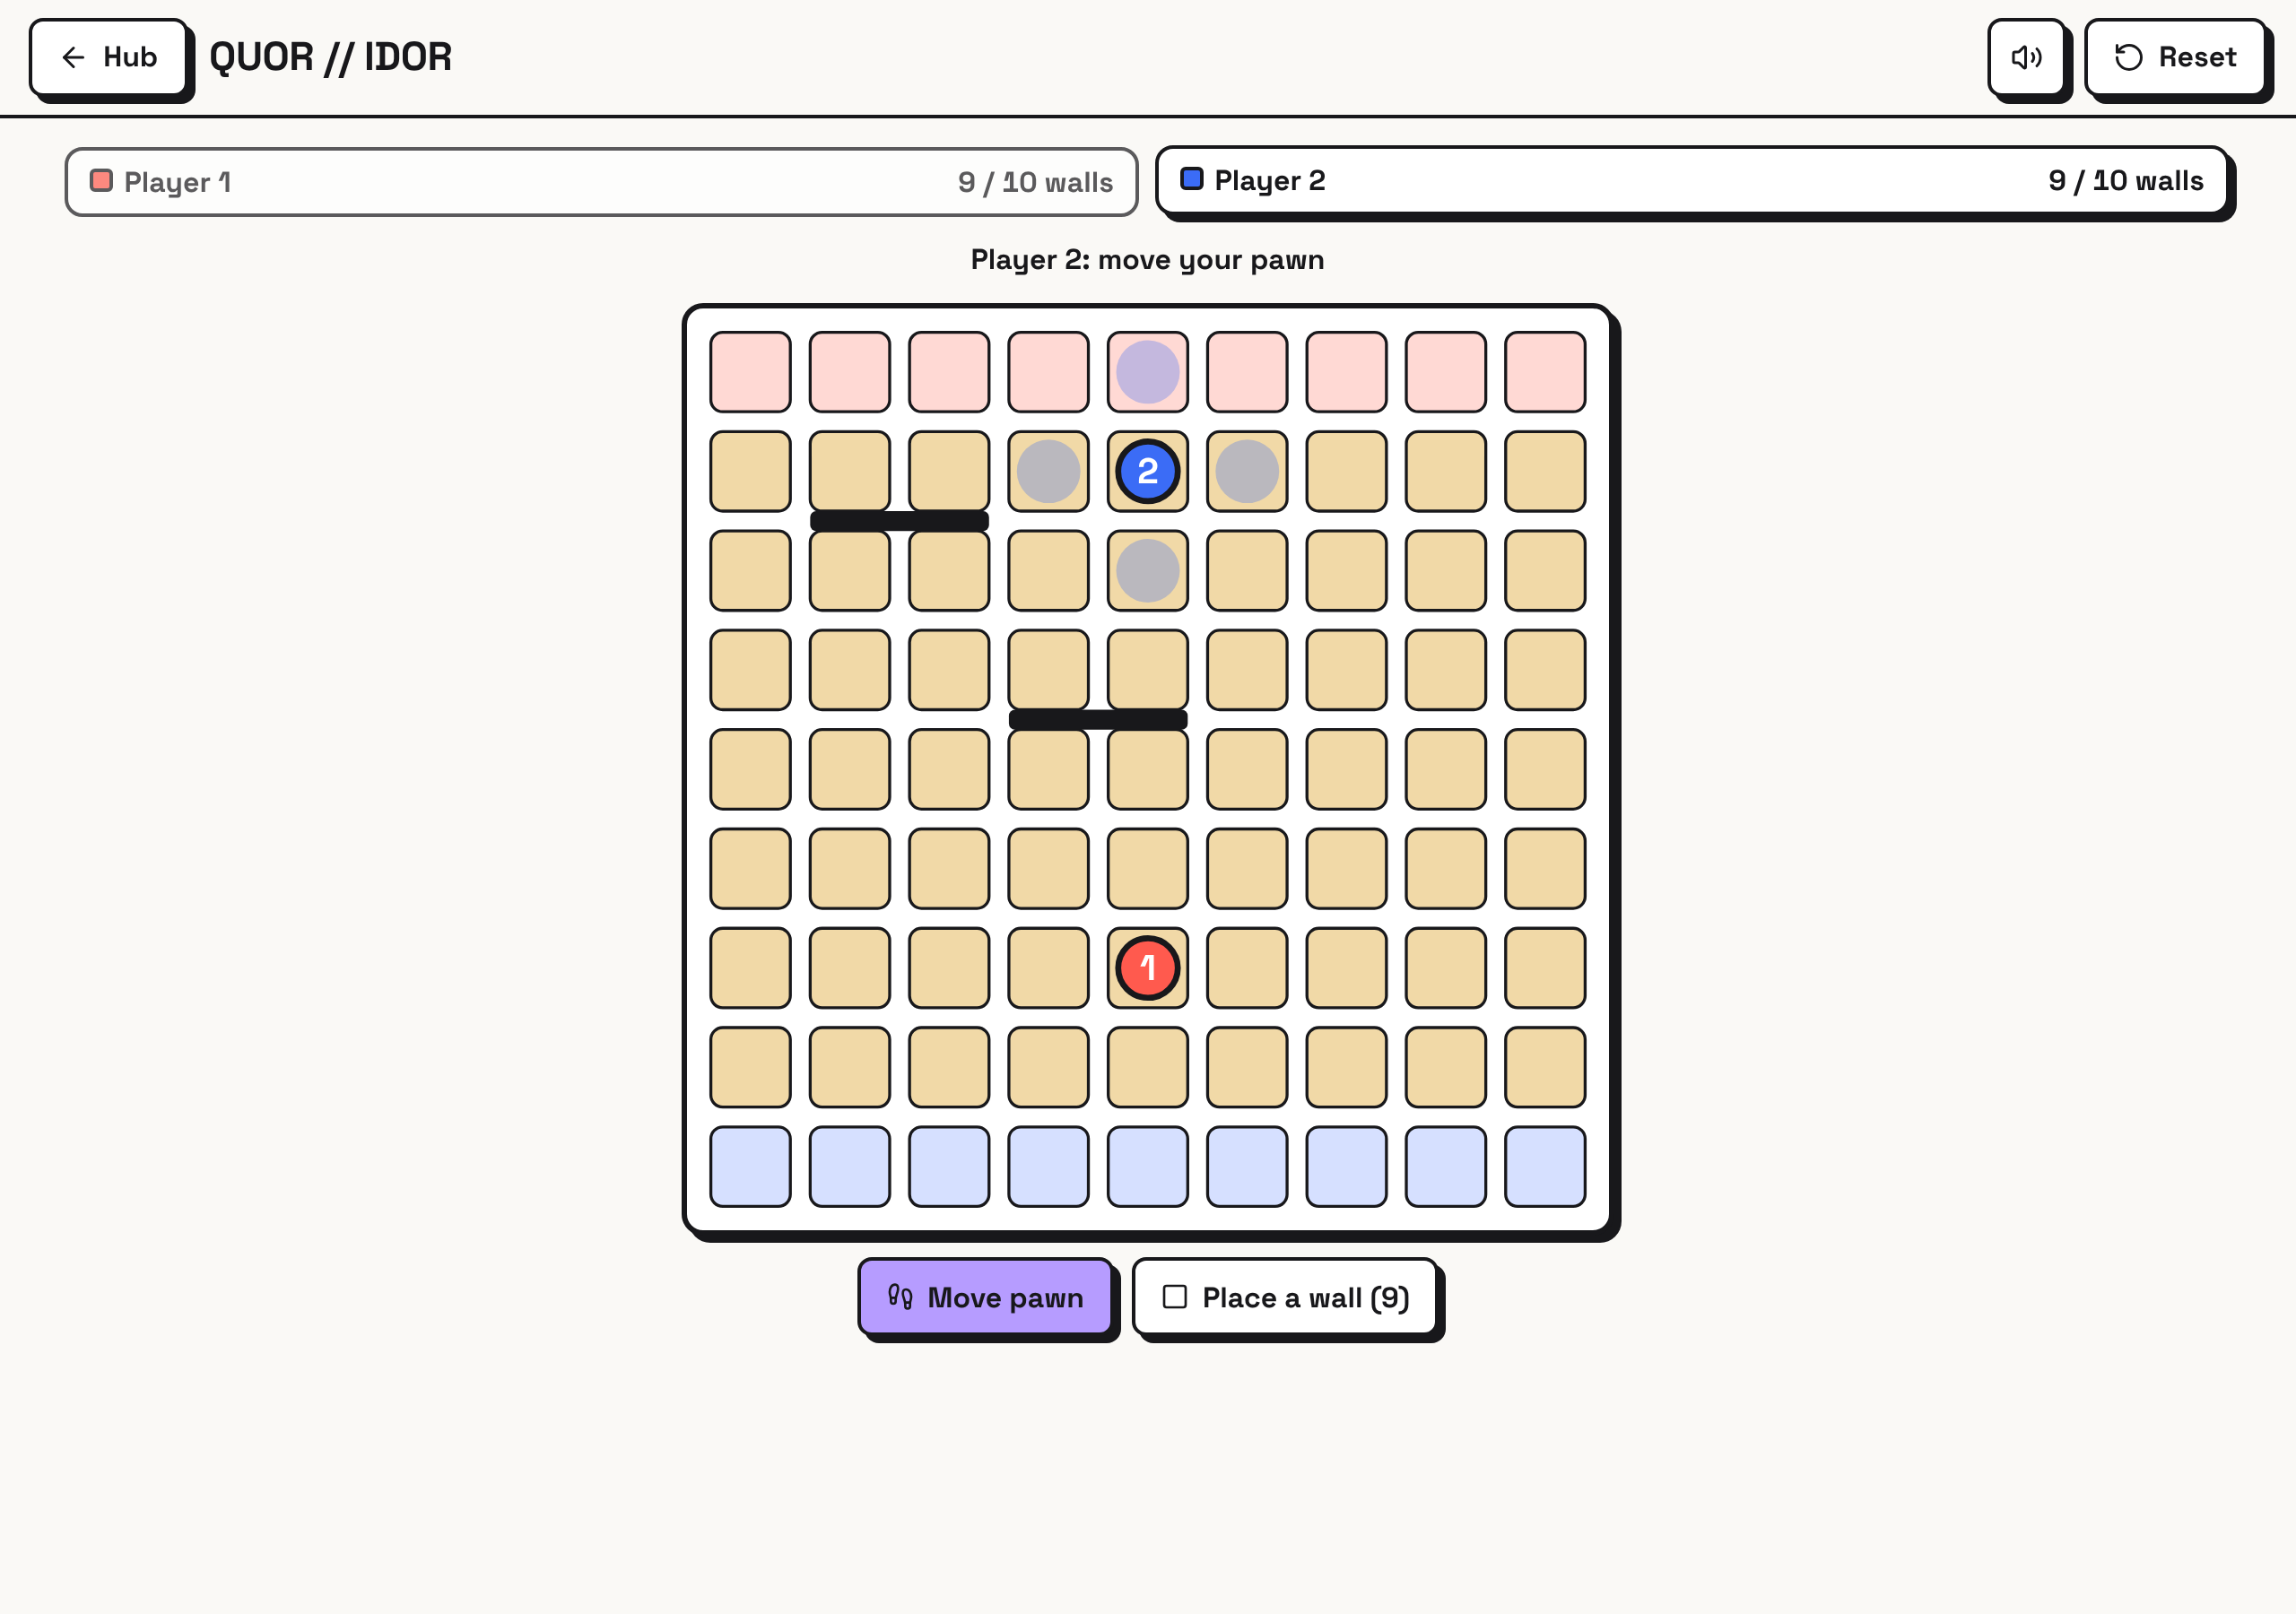 Hub
QUOR // IDOR
Reset
Player 1
9 / 10 walls
Player 2
9 / 10 walls
Player 2: move your pawn
2
1
Move pawn
Place a wall (9)